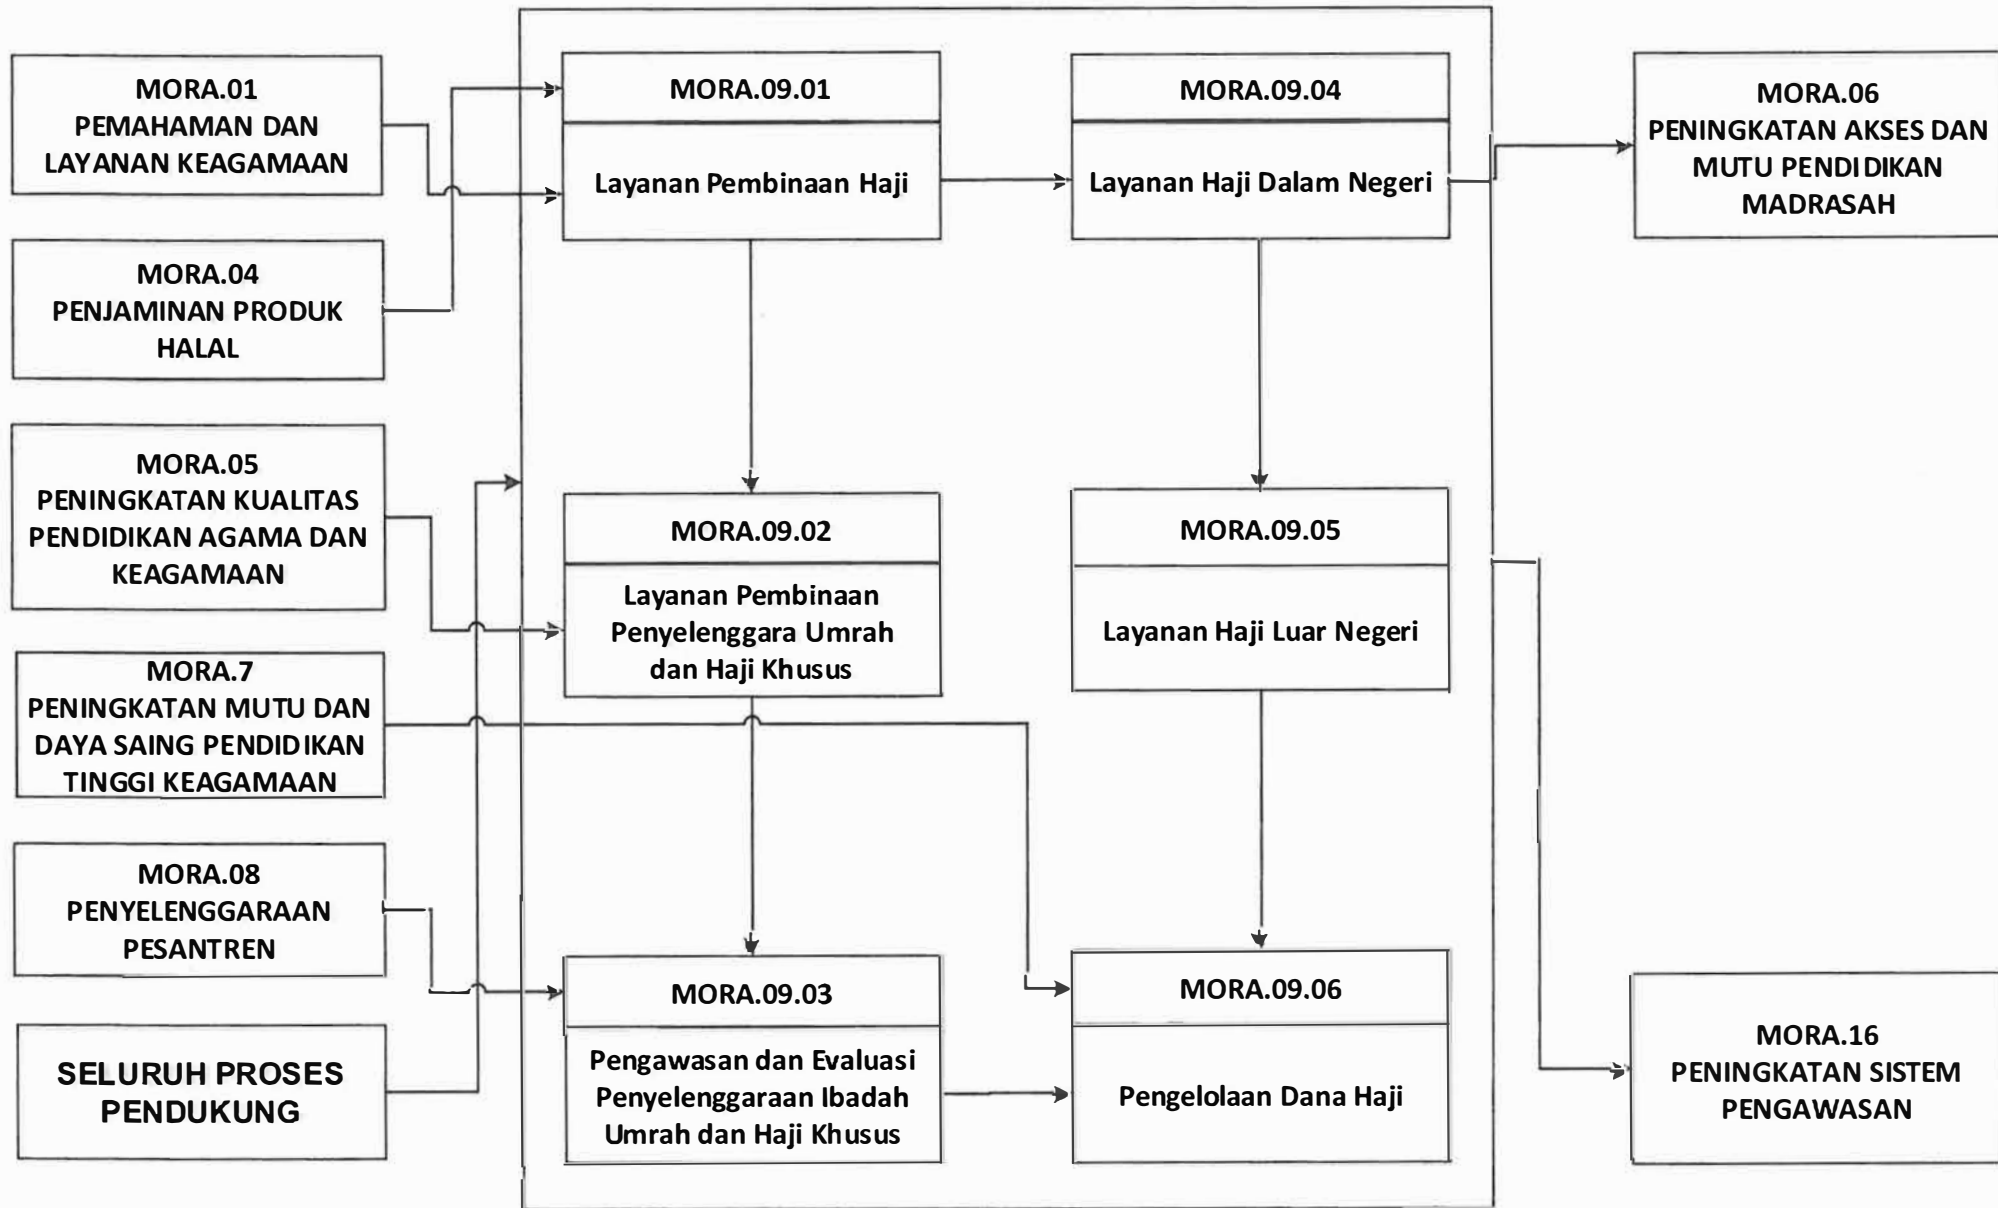 MORA.01
PEMAHAMAN DAN
LAYANAN KEAGAMAAN
MORA.04
PENJAMINAN PRODUK
HALAL
MORA.05
PENINGKATAN KUALITAS
PENDIDIKAN AGAMA DAN
KEAGAMAAN
MORA.7
PENINGKATAN MUTU DAN
DAYA SAING PENDIDIKAN
TINGGI KEAGAMAAN
MORA.08
PENYELENGGARAAN
PESANTREN
SELURUH PROSES
PENDUKUNG
MORA.09.01
Layanan Pembinaan Haji
MORA.09.02
Layanan Pembinaan
Penyelenggara Umrah
dan Haji Khusus
MORA.09.03
Pengawasan dan Evaluasi
Penyelenggaraan Ibadah
Umrah dan Haji Khusus
MORA.09.04
Layanan Haji Dalam Negeri
MORA.09.05
Layanan Haji Luar Negeri
MORA.09.06
Pengelolaan Dana Haji
MORA.06
PENINGKATAN AKSES DAN
MUTU PENDIDIKAN
MADRASAH
MORA.16
PENINGKATAN SISTEM
PENGAWASAN